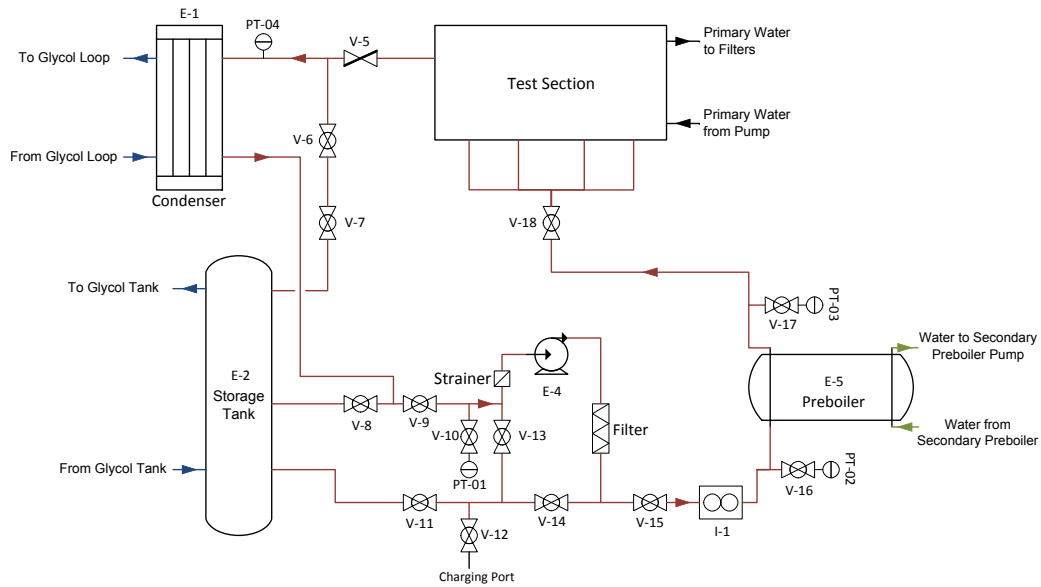 E-1
PT-04
V-5
To Glycol Loop
From Glycol Loop
Condenser
V-6
V-7
Test Section
Primary Water
to Filters
Primary Water
from Pump
V-18
To Glycol Tank
E-2
Storage
Tank
From Glycol Tank
Strainer
E-4
V-8
V-9
V-10
V-13
PT-01
Filter
V-11
V-12
V-14
V-15
Charging Port
I-1
V-17
PT-03
E-5
Preboiler
Water to Secondary
Preboiler Pump
Water from
Secondary Preboiler
V-16
PT-02